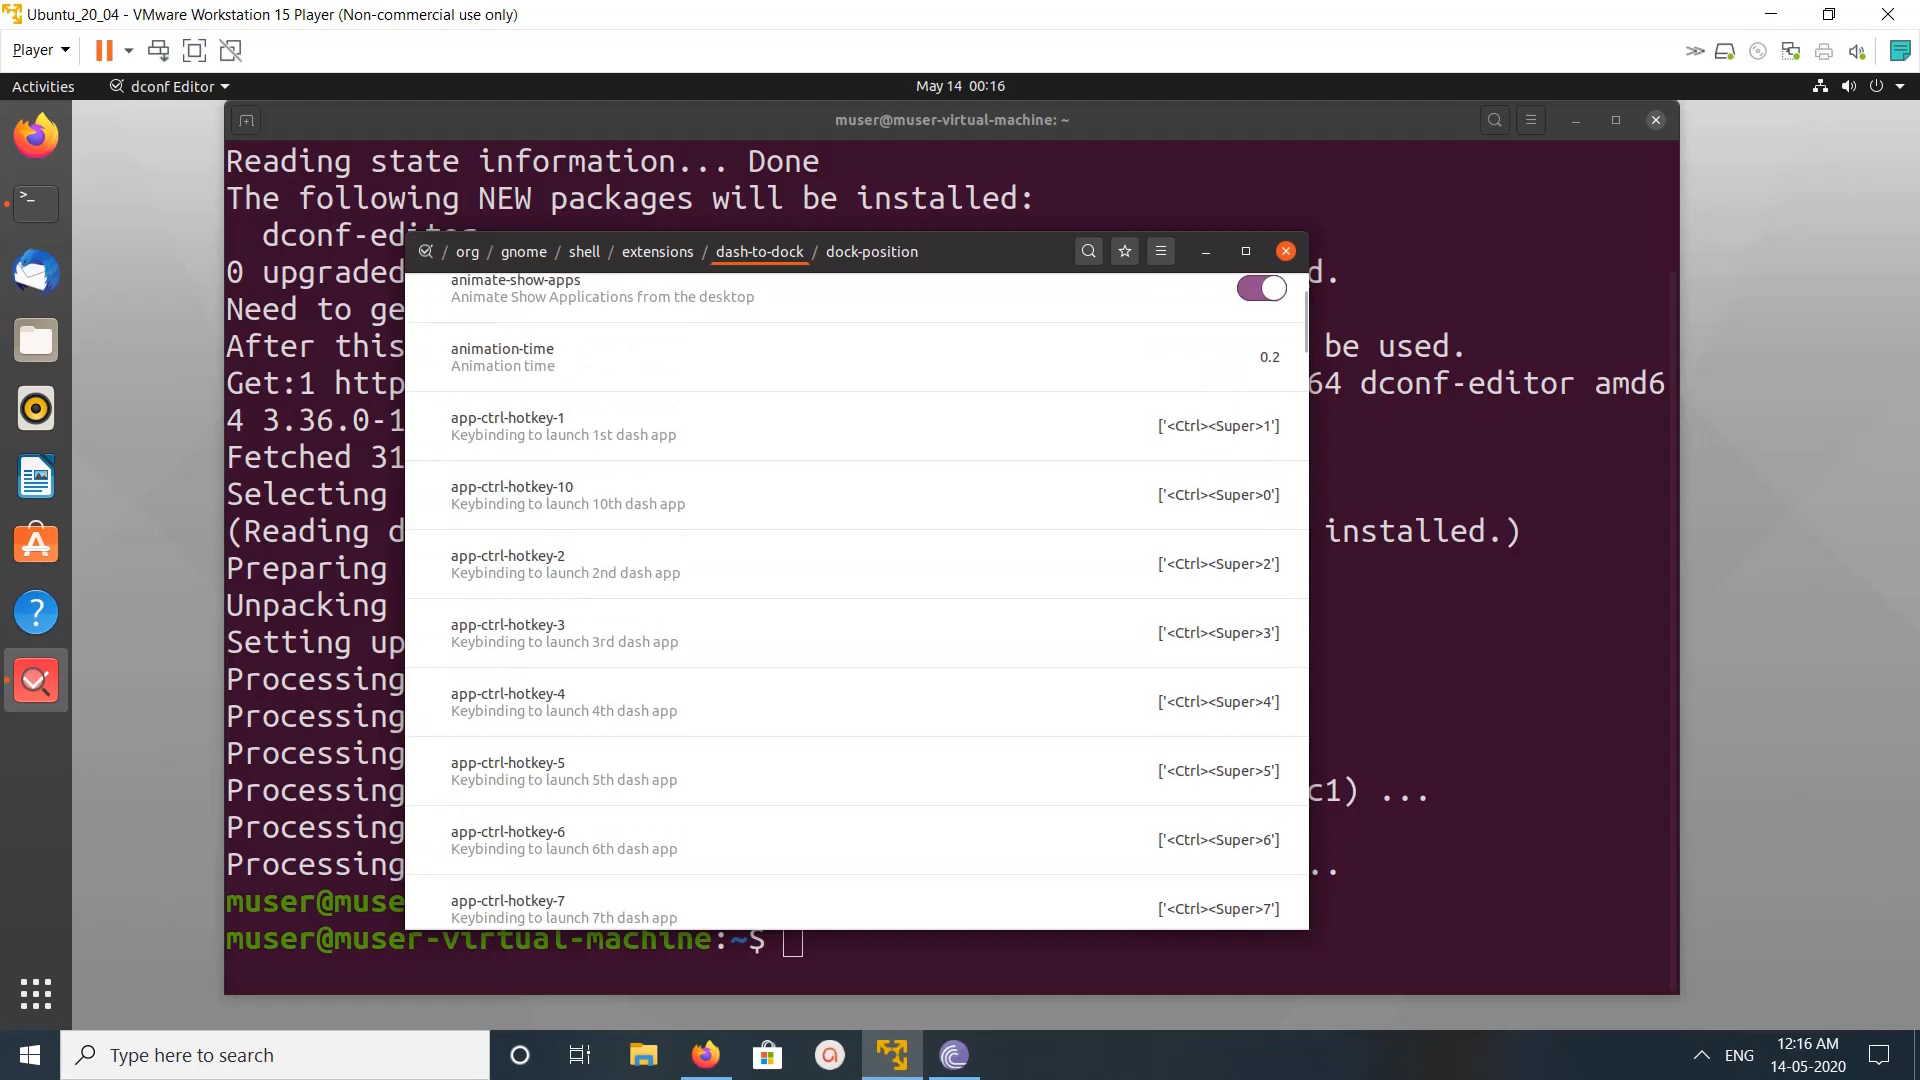 Ubuntu_20_04 - VMware Workstation 15 Player (Non-commercial use only)
Player
Activities
dconf Editor
May 14 00:16
muser@muser-virtual-machine: ~
Reading state information... Done
The following NEW packages will be installed:
dconf-editor
0 upgraded
d.
Need to ge
After this
be used.
Get:1 http
64 dconf-editor amd6
4 3.36.0-1
Fetched 31
Selecting
(Reading d
installed.)
Preparing
Unpacking
Setting up
Processing
Processing
Processing
Processing
c1) ...
Processing
Processing
..
muser@muse
muser@muser-virtual-machine:~$
/ org / gnome / shell / extensions / dash-to-dock / dock-position
animate-show-apps
Animate Show Applications from the desktop
animation-time
Animation time
0.2
app-ctrl-hotkey-1
Keybinding to launch 1st dash app
['<Ctrl><Super>1']
app-ctrl-hotkey-10
Keybinding to launch 10th dash app
['<Ctrl><Super>0']
app-ctrl-hotkey-2
Keybinding to launch 2nd dash app
['<Ctrl><Super>2']
app-ctrl-hotkey-3
Keybinding to launch 3rd dash app
['<Ctrl><Super>3']
app-ctrl-hotkey-4
Keybinding to launch 4th dash app
['<Ctrl><Super>4']
app-ctrl-hotkey-5
Keybinding to launch 5th dash app
['<Ctrl><Super>5']
app-ctrl-hotkey-6
Keybinding to launch 6th dash app
['<Ctrl><Super>6']
app-ctrl-hotkey-7
Keybinding to launch 7th dash app
['<Ctrl><Super>7']
Type here to search
ENG
12:16 AM
14-05-2020